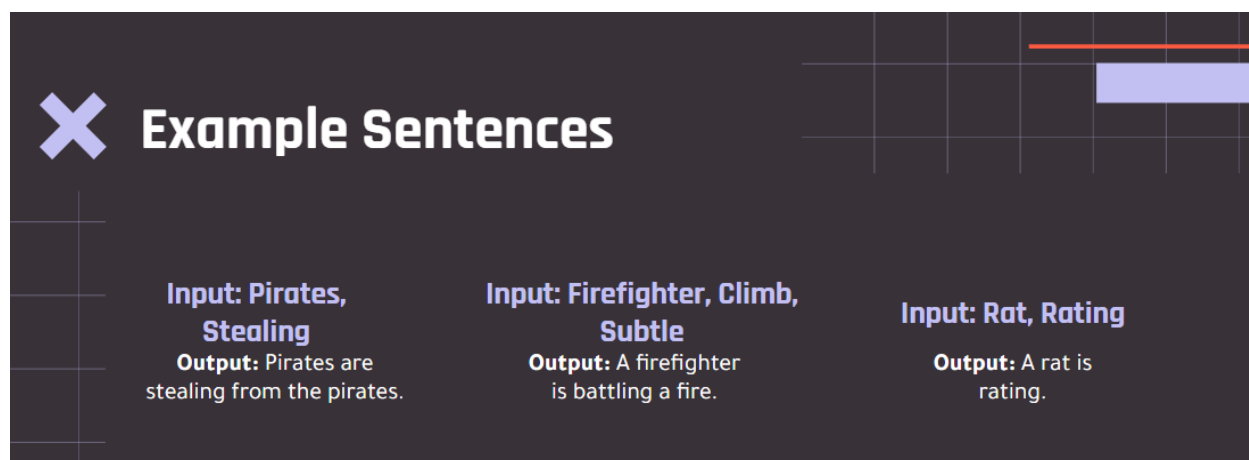 Example Sentences
Input: Pirates,
Stealing
Output: Pirates are
stealing from the pirates.
Input: Firefighter, Climb,
Subtle
Output: A firefighter
is battling a fire.
Input: Rat, Rating
Output: A rat is
rating.